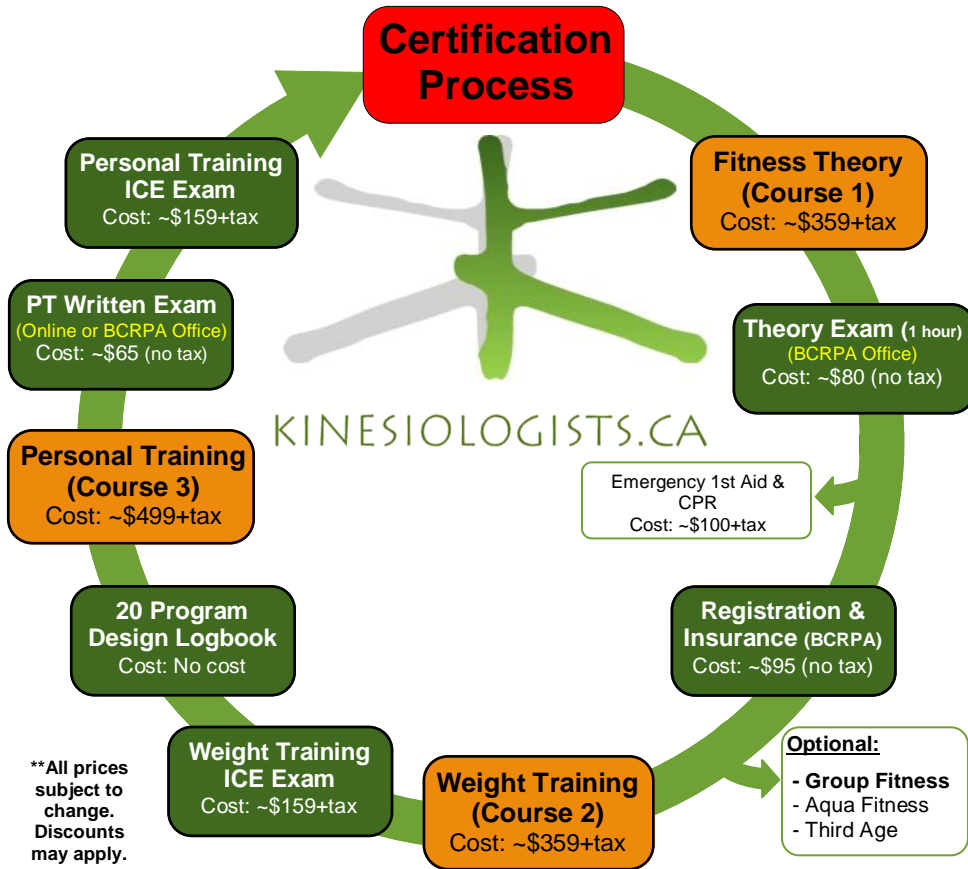 Certification
Process
Fitness Theory
(Course 1)
Cost: ~$359+tax
Theory Exam (1 hour)
(BCRPA Office)
Cost: ~$80 (no tax)
Emergency 1st Aid &
CPR
Cost: ~$100+tax
Registration &
Insurance (BCRPA)
Cost: ~$95 (no tax)
Optional:
- Group Fitness
- Aqua Fitness
- Third Age
Weight Training
(Course 2)
Cost: ~$359+tax
Weight Training
ICE Exam
Cost: ~$159+tax
20 Program
Design Logbook
Cost: No cost
Personal Training
(Course 3)
Cost: ~$499+tax
PT Written Exam
(Online or BCRPA Office)
Cost: ~$65 (no tax)
Personal Training
ICE Exam
Cost: ~$159+tax
KINESIOLOGISTS.CA
**All prices
subject to
change.
Discounts
may apply.